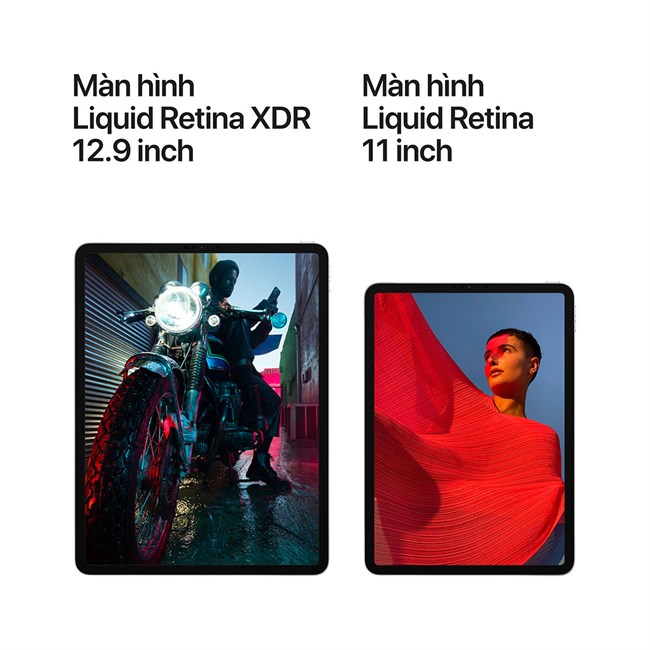 Màn hình
Liquid Retina XDR
12.9 inch
Màn hình
Liquid Retina
11 inch